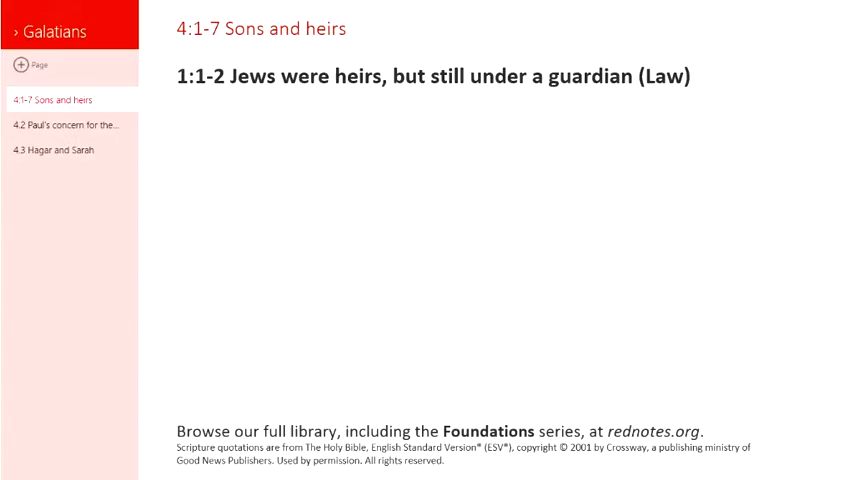 › Galatians
4:1-7 Sons and heirs
1:1-2 Jews were heirs, but still under a guardian (Law)
Page
4:1-7 Sons and heirs
4.2 Paul's concern for the...
4.3 Hagar and Sarah
Browse our full library, including the Foundations series, at rednotes.org.
Scripture quotations are from The Holy Bible, English Standard Version® (ESV®), copyright © 2001 by Crossway, a publishing ministry of
Good News Publishers. Used by permission. All rights reserved.